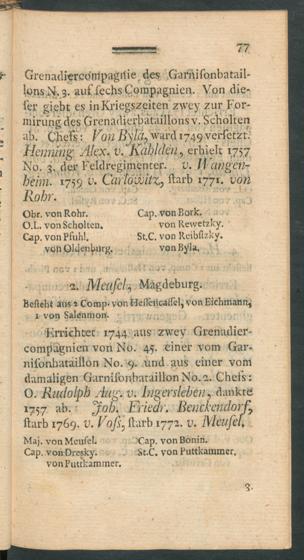 77
Grenadiercompagnie des Garnisonbatail-
lons N. 3. auf sechs Compagnien. Von die-
ser giebt es in Kriegszeiten zwey zur For-
mirung des Grenadierbataillons v. Scholten
ab. Chefs: Von Byla, ward 1749 versetzt.
Henning Alex. v. Kahlden, erhielt 1757
No. 3. der Feldregimenter. v. Wangen-
heim. 1759 v. Carlowitz, starb 1771. von
Rohr.
Obr. von Rohr. Cap. von Bork.
O.L. von Scholten. von Rewetzky.
Cap. von Pfuhl. St.C. von Reibstzky.
von Oldenburg. von Byla.
2. Meusel, Magdeburg.
Besteht aus 2 Comp. von Hessencassel, von Eichmann,
1 von Salenmon.
Errichtet 1744 aus zwey Grenadier-
compagnien von No. 45. einer vom Gar-
nisonbataillon No. 9. und aus einer vom
damaligen Garnisonbataillon No. 2. Chefs:
O. Rudolph Aug. v. Ingersleben, dankte
1757 ab. Joh. Friedr. Benckendorf,
starb 1769. v. Voß, starb 1772. v. Meusel.
Maj. von Meusel. Cap. von Bonin.
Cap. von Dresky. St.C. von Puttkammer.
von Puttkammer.
3.